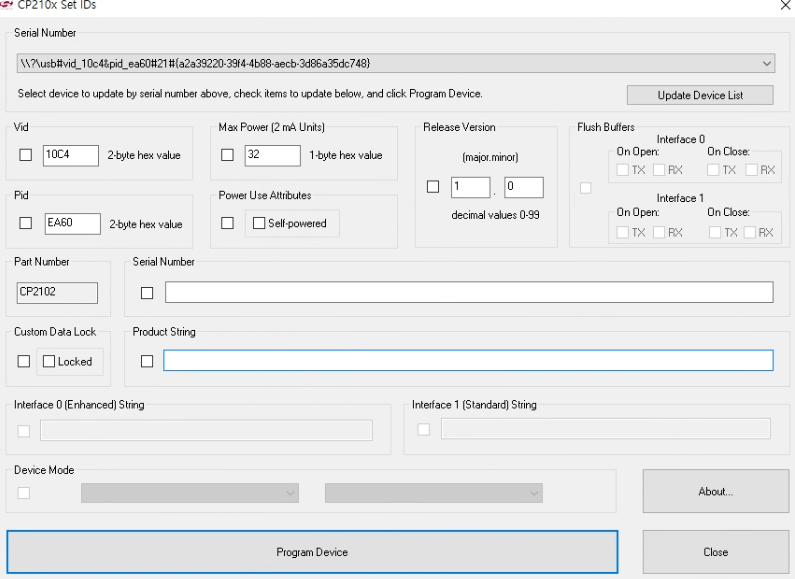 CP210x Set IDs
Serial Number
\\?\usb#vid_10c4&pid_ea60#21#{a2a39220-39f4-4b88-aecb-3d86a35dc748}
Select device to update by serial number above, check items to update below, and click Program Device.
Update Device List
Vid
10C4
2-byte hex value
Max Power (2 mA Units)
32
1-byte hex value
Release Version
(major.minor)
1 . 0
decimal values 0-99
Flush Buffers
Interface 0
On Open: On Close:
TX RX TX RX
Interface 1
On Open: On Close:
TX RX TX RX
Pid
EA60
2-byte hex value
Power Use Attributes
Self-powered
Part Number
CP2102
Serial Number
Custom Data Lock
Locked
Product String
Interface 0 (Enhanced) String
Interface 1 (Standard) String
Device Mode
About...
Program Device
Close